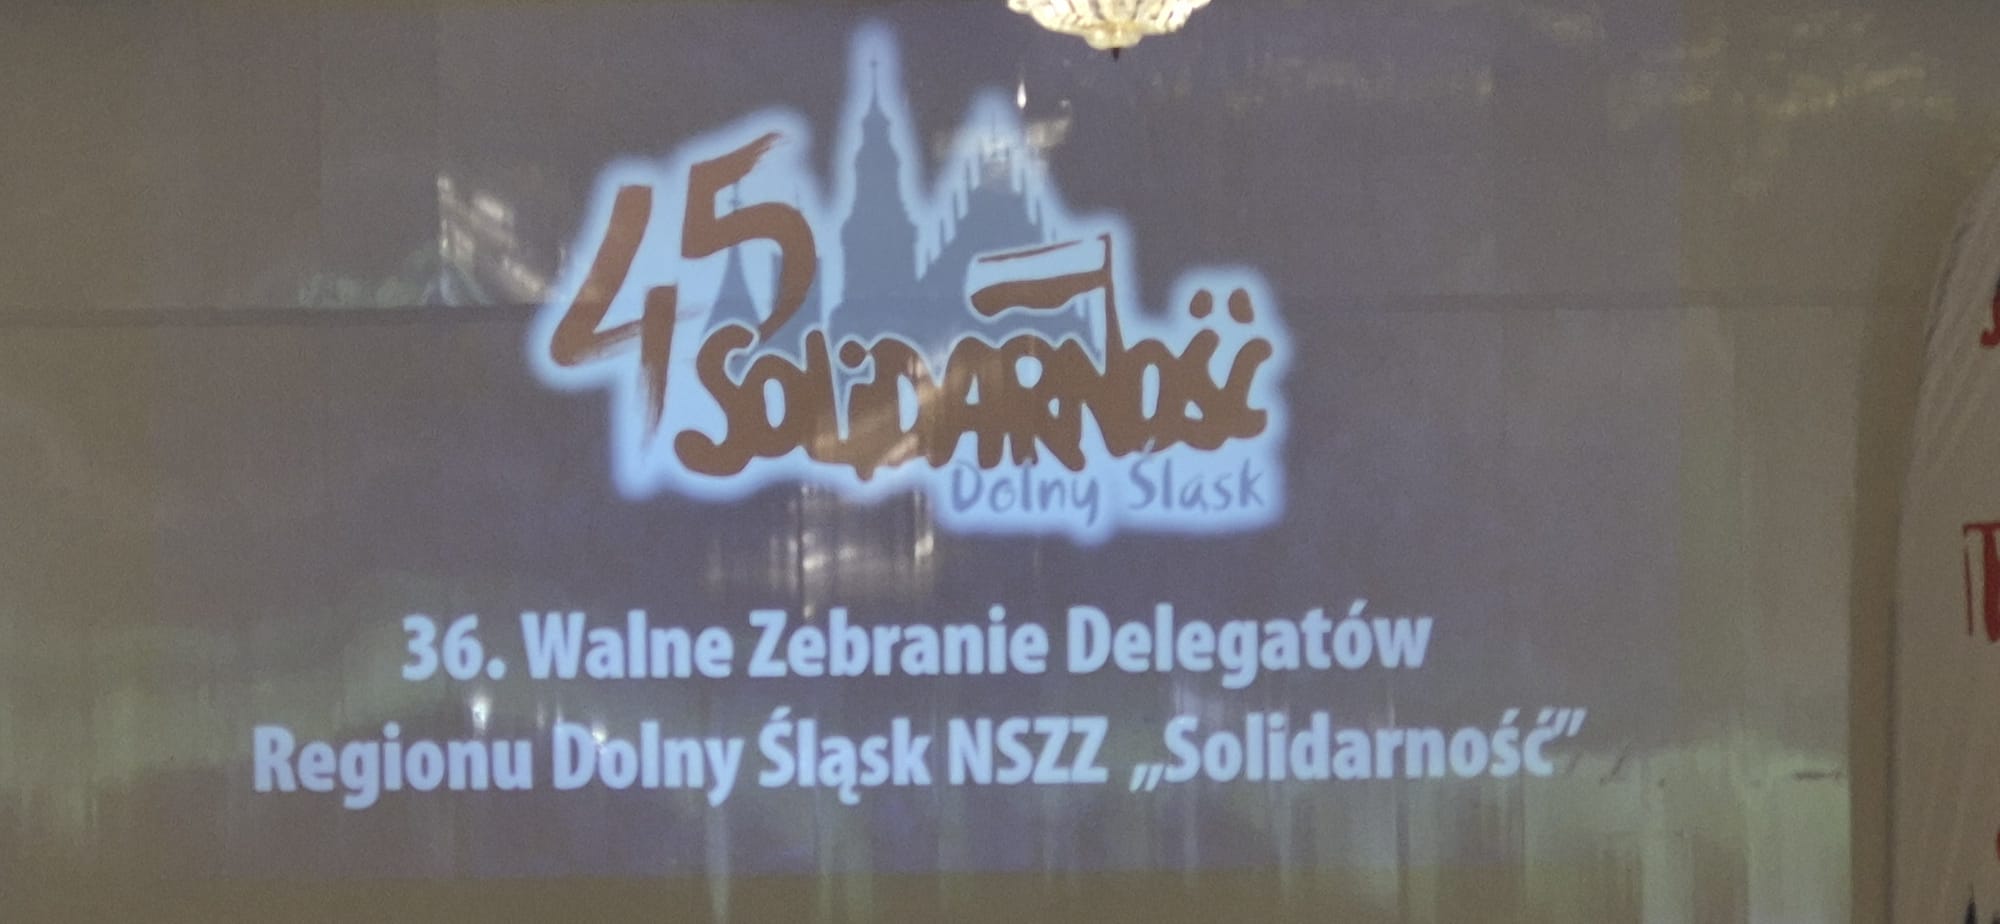 45
SOLIDARNOŚĆ
Dolny Śląsk
36. Walne Zebranie Delegatów
Regionu Dolny Śląsk NSZZ „Solidarność”